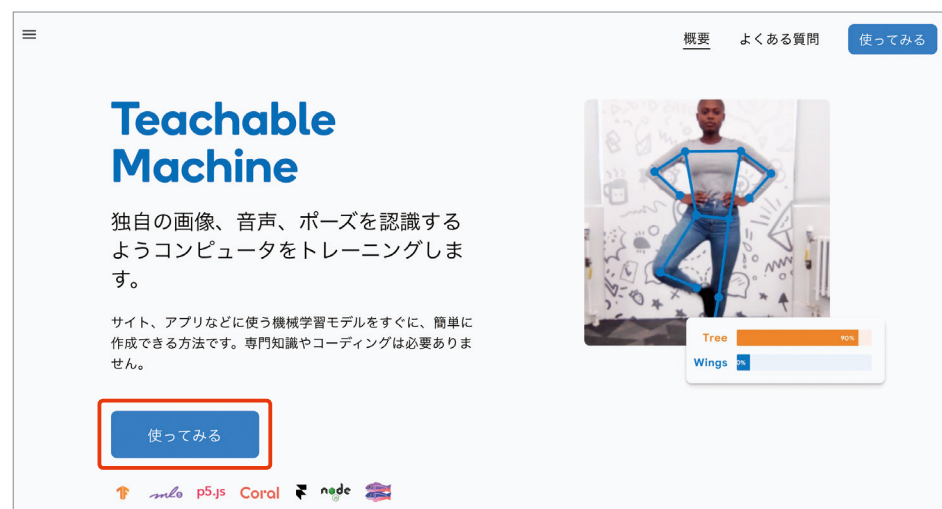 概要 よくある質問 使ってみる
Teachable
Machine
独自の画像、音声、ポーズを認識する
ようコンピュータをトレーニングしま
す。
サイト、アプリなどに使う機械学習モデルをすぐに、簡単に
作成できる方法です。専門知識やコーディングは必要ありま
せん。
Tree 90%
Wings
使ってみる
p5.js Coral node